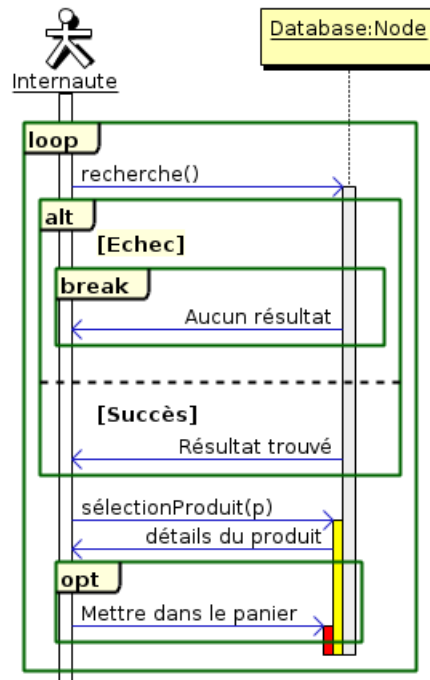 Internaute
Database:Node
loop
recherche()
alt
[Echec]
break
Aucun résultat
[Succès]
Résultat trouvé
sélectionProduit(p)
détails du produit
opt
Mettre dans le panier